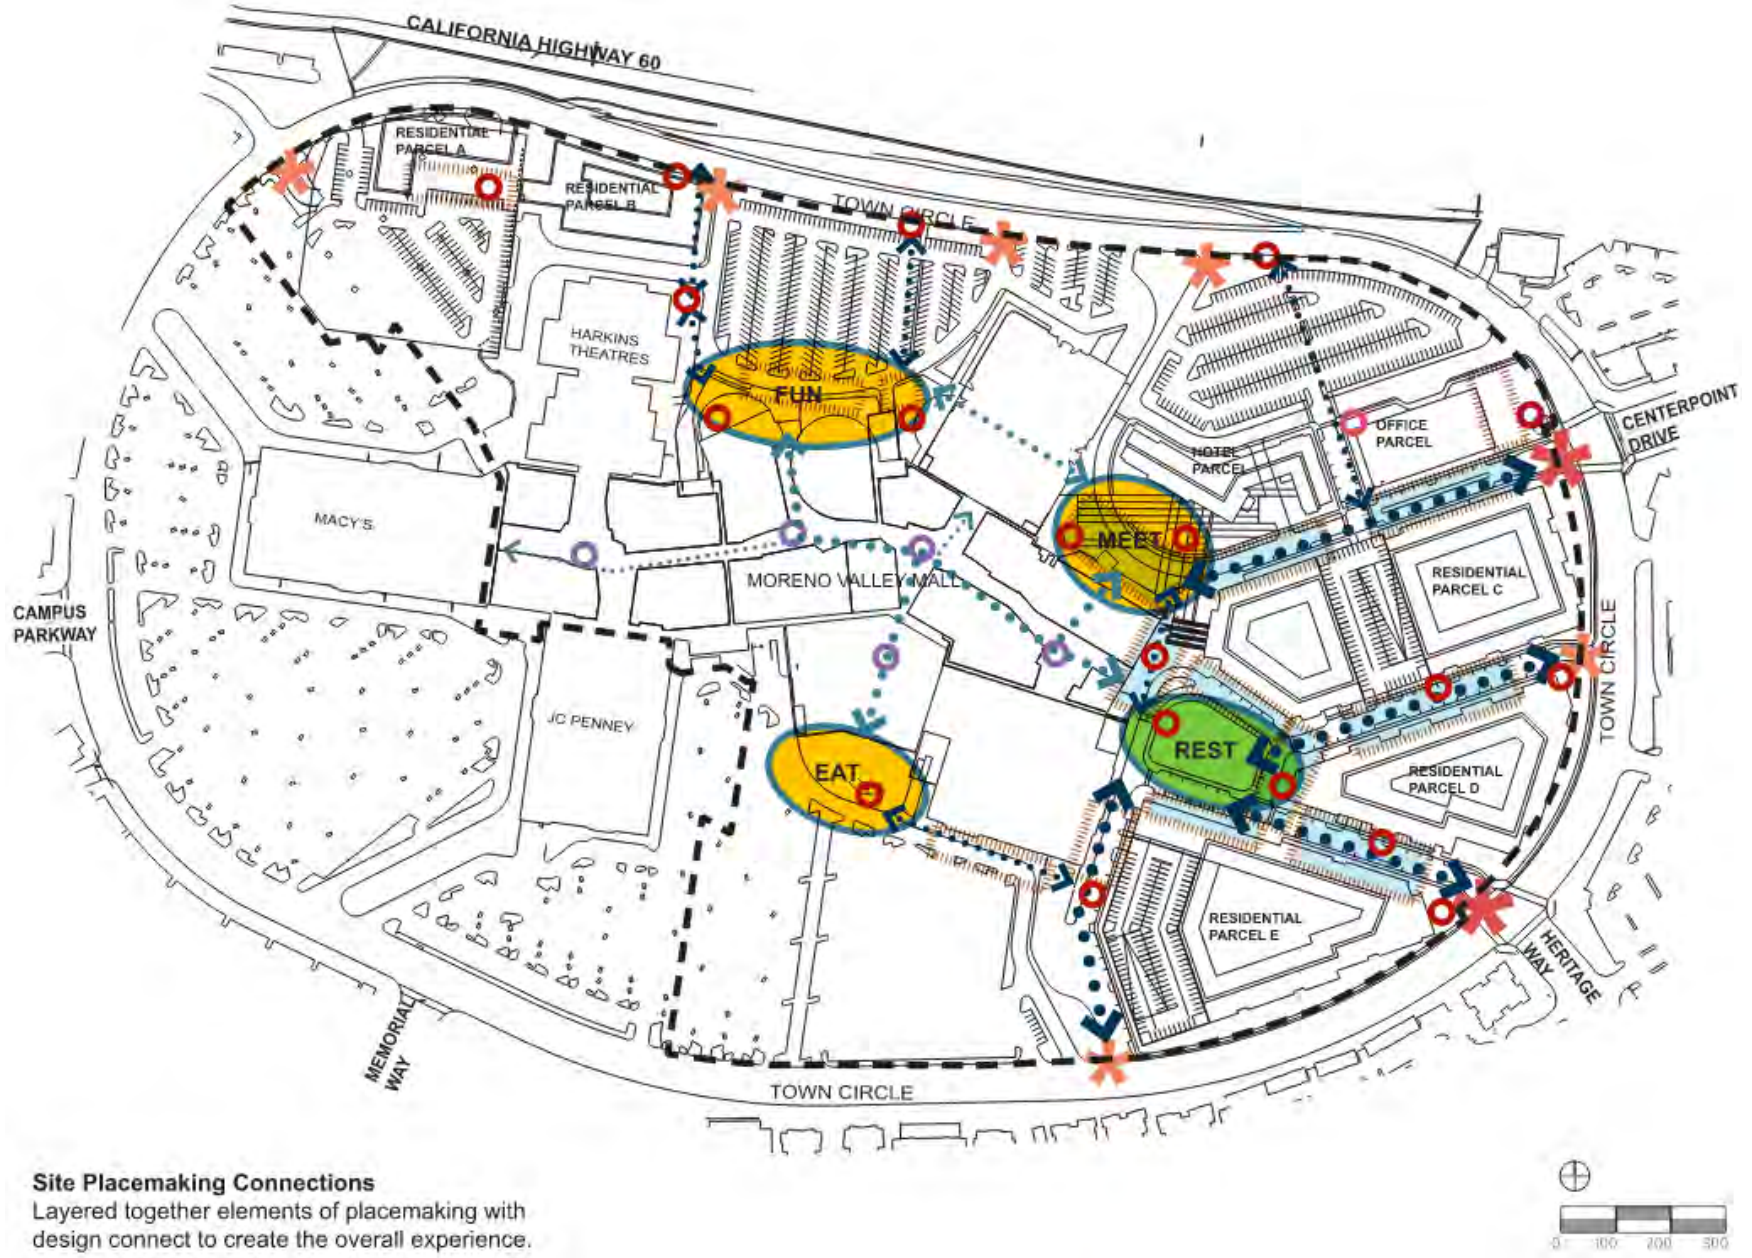 CALIFORNIA HIGHWAY 60
RESIDENTIAL
PARCEL A
RESIDENTIAL
PARCEL B
TOWN CIRCLE
HARKINS
THEATRES
FUN
CENTERPOINT
DRIVE
OFFICE
PARCEL
HOTEL
PARCEL
MACY'S
MEET
MORENO VALLEY MALL
RESIDENTIAL
PARCEL C
CAMPUS
PARKWAY
TOWN CIRCLE
JC PENNEY
REST
EAT
RESIDENTIAL
PARCEL D
RESIDENTIAL
PARCEL E
HERITAGE
WAY
MEMORIAL
WAY
TOWN CIRCLE
Site Placemaking Connections
Layered together elements of placemaking with
design connect to create the overall experience.
0 100 200 300